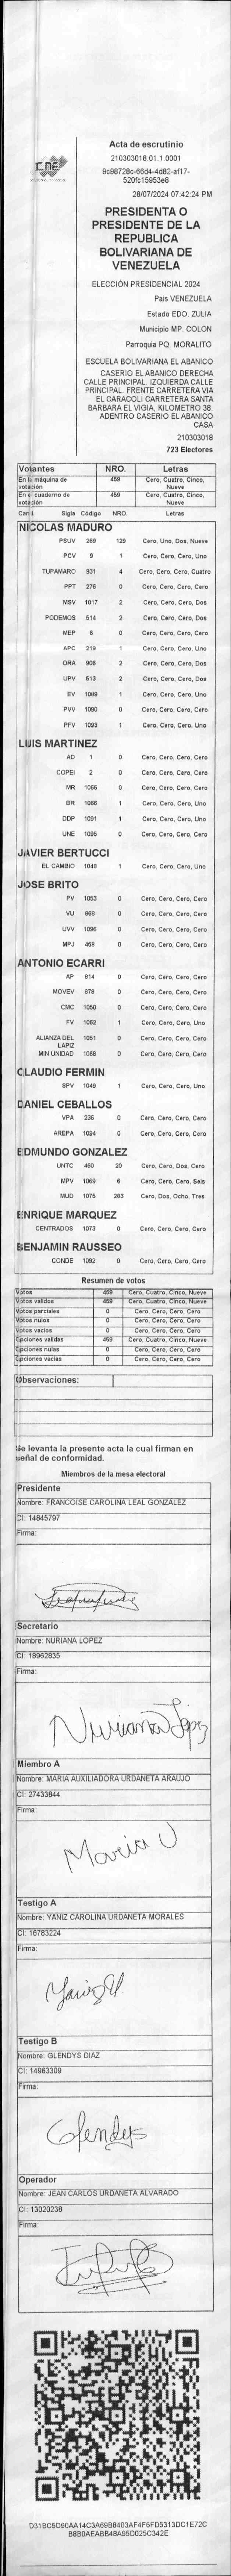 CNE
Acta de escrutinio
210303018.01.1.0001
9c98728c-66d4-4d82-af17-
520fc15953e8
28/07/2024 07:42:24 PM
PRESIDENTA O
PRESIDENTE DE LA
REPUBLICA
BOLIVARIANA DE
VENEZUELA
ELECCIÓN PRESIDENCIAL 2024
País VENEZUELA
Estado EDO. ZULIA
Municipio MP. COLON
Parroquia PQ. MORALITO
ESCUELA BOLIVARIANA EL ABANICO
CASERIO EL ABANICO DERECHA
CALLE PRINCIPAL. IZQUIERDA CALLE
PRINCIPAL. FRENTE CARRETERA VIA
EL CARACOLI CARRETERA SANTA
BARBARA EL VIGIA, KILOMETRO 38
ADENTRO CASERIO EL ABANICO
CASA
210303018
723 Electores
Votantes NRO. Letras
En la máquina de votación 459 Cero, Cuatro, Cinco, Nueve
En el cuaderno de votación 459 Cero, Cuatro, Cinco, Nueve
Cand. Sigla Código NRO. Letras
NICOLAS MADURO
PSUV 269 129 Cero, Uno, Dos, Nueve
PCV 9 1 Cero, Cero, Cero, Uno
TUPAMARO 931 4 Cero, Cero, Cero, Cuatro
PPT 276 0 Cero, Cero, Cero, Cero
MSV 1017 2 Cero, Cero, Cero, Dos
PODEMOS 514 2 Cero, Cero, Cero, Dos
MEP 6 0 Cero, Cero, Cero, Cero
APC 219 1 Cero, Cero, Cero, Uno
ORA 906 2 Cero, Cero, Cero, Dos
UPV 513 2 Cero, Cero, Cero, Dos
EV 1089 1 Cero, Cero, Cero, Uno
PVV 1090 0 Cero, Cero, Cero, Cero
PFV 1093 1 Cero, Cero, Cero, Uno
LUIS MARTINEZ
AD 1 0 Cero, Cero, Cero, Cero
COPEI 2 0 Cero, Cero, Cero, Cero
MR 1065 0 Cero, Cero, Cero, Cero
BR 1066 1 Cero, Cero, Cero, Uno
DDP 1091 1 Cero, Cero, Cero, Uno
UNE 1095 0 Cero, Cero, Cero, Cero
JAVIER BERTUCCI
EL CAMBIO 1048 1 Cero, Cero, Cero, Uno
JOSE BRITO
PV 1053 0 Cero, Cero, Cero, Cero
VU 868 0 Cero, Cero, Cero, Cero
UVV 1096 0 Cero, Cero, Cero, Cero
MPJ 458 0 Cero, Cero, Cero, Cero
ANTONIO ECARRI
AP 814 0 Cero, Cero, Cero, Cero
MOVEV 878 0 Cero, Cero, Cero, Cero
CMC 1050 0 Cero, Cero, Cero, Cero
FV 1062 1 Cero, Cero, Cero, Uno
ALIANZA DEL LAPIZ 1051 0 Cero, Cero, Cero, Cero
MIN UNIDAD 1068 0 Cero, Cero, Cero, Cero
CLAUDIO FERMIN
SPV 1049 1 Cero, Cero, Cero, Uno
DANIEL CEBALLOS
VPA 236 0 Cero, Cero, Cero, Cero
AREPA 1094 0 Cero, Cero, Cero, Cero
EDMUNDO GONZALEZ
UNTC 460 20 Cero, Cero, Dos, Cero
MPV 1069 6 Cero, Cero, Cero, Seis
MUD 1075 283 Cero, Dos, Ocho, Tres
ENRIQUE MARQUEZ
CENTRADOS 1073 0 Cero, Cero, Cero, Cero
BENJAMIN RAUSSEO
CONDE 1092 0 Cero, Cero, Cero, Cero
Resumen de votos
Votos 459 Cero, Cuatro, Cinco, Nueve
Votos validos 459 Cero, Cuatro, Cinco, Nueve
Votos parciales 0 Cero, Cero, Cero, Cero
Votos nulos 0 Cero, Cero, Cero, Cero
Votos vacios 0 Cero, Cero, Cero, Cero
Opciones validas 459 Cero, Cuatro, Cinco, Nueve
Opciones nulas 0 Cero, Cero, Cero, Cero
Opciones vacias 0 Cero, Cero, Cero, Cero
Observaciones:
Se levanta la presente acta la cual firman en
señal de conformidad.
Miembros de la mesa electoral
Presidente
Nombre: FRANCOISE CAROLINA LEAL GONZALEZ
CI: 14845797
Firma:
Secretario
Nombre: NURIANA LOPEZ
CI: 18962835
Firma:
Nuriana Lopez
Miembro A
Nombre: MARIA AUXILIADORA URDANETA ARAUJO
CI: 27433844
Firma:
Maria U
Testigo A
Nombre: YANIZ CAROLINA URDANETA MORALES
CI: 16783224
Firma:
Yaniz U
Testigo B
Nombre: GLENDYS DIAZ
CI: 14963309
Firma:
Glendys
Operador
Nombre: JEAN CARLOS URDANETA ALVARADO
CI: 13020238
Firma:
D31BC5D90AA14C3A69B8403AF4F6FD5313DC1E72C
B8B0AEABB48A95D025C342E